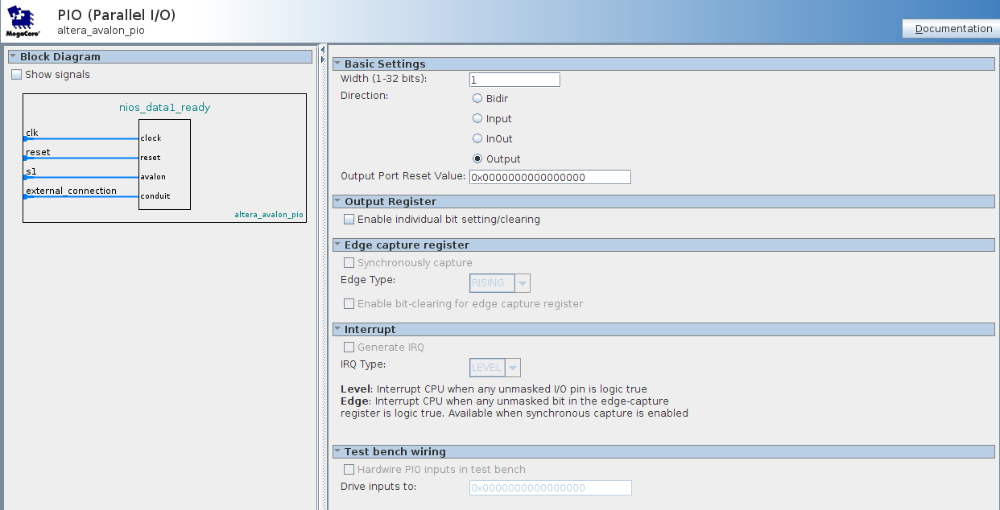 PIO (Parallel I/O)
altera_avalon_pio
MegaCore®
Documentation
Block Diagram
Show signals
nios_data1_ready
clk
clock
reset
reset
s1
avalon
external_connection
conduit
altera_avalon_pio
Basic Settings
Width (1-32 bits): 1
Direction:
Bidir
Input
InOut
Output
Output Port Reset Value: 0x0000000000000000
Output Register
Enable individual bit setting/clearing
Edge capture register
Synchronously capture
Edge Type: RISING
Enable bit-clearing for edge capture register
Interrupt
Generate IRQ
IRQ Type: LEVEL
Level: Interrupt CPU when any unmasked I/O pin is logic true
Edge: Interrupt CPU when any unmasked bit in the edge-capture
register is logic true. Available when synchronous capture is enabled
Test bench wiring
Hardwire PIO inputs in test bench
Drive inputs to: 0x0000000000000000